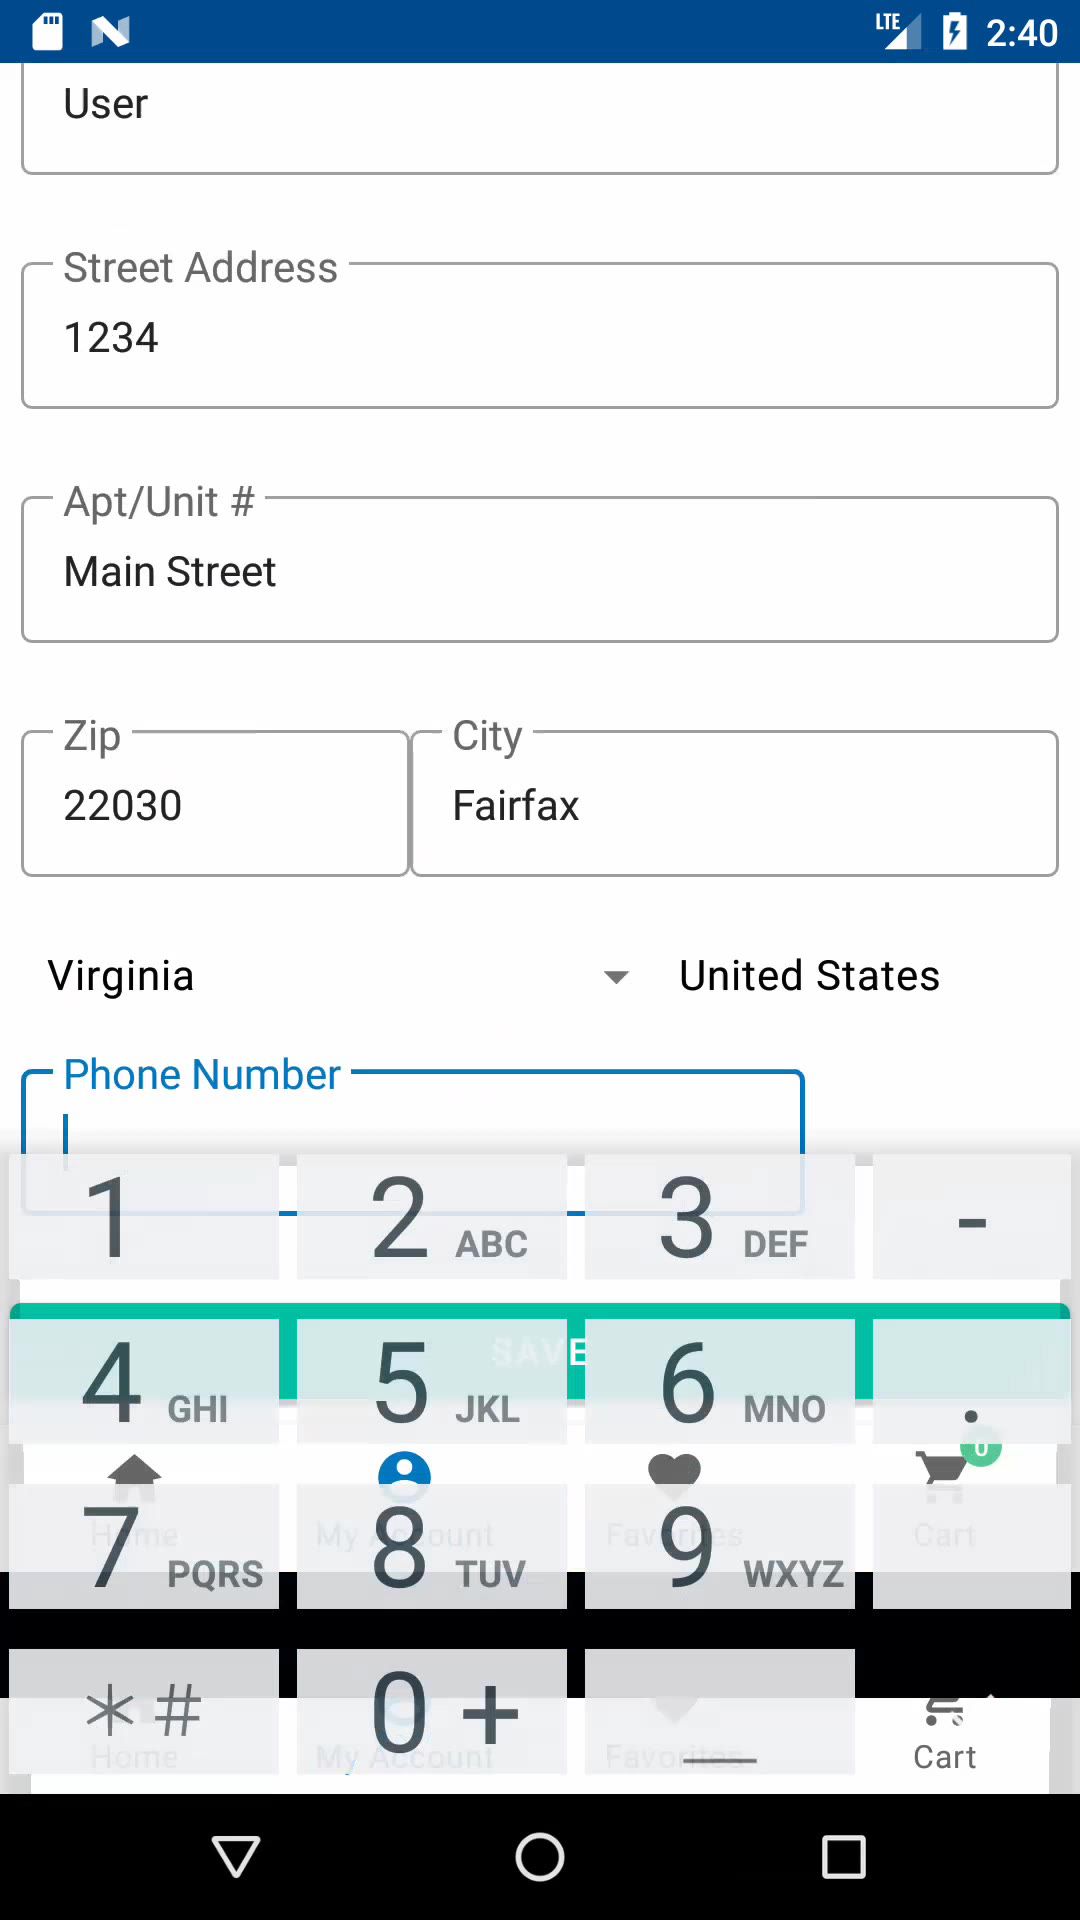 LTE 2:40
User
Street Address
1234
Apt/Unit #
Main Street
Zip City
22030 Fairfax
Virginia United States
Phone Number
1 2 ABC 3 DEF -
SAVE
4 GHI 5 JKL 6 MNO .
0
Home My Account Favorites Cart
7 PQRS 8 TUV 9 WXYZ
*# 0 +
Home My Account Favorites Cart